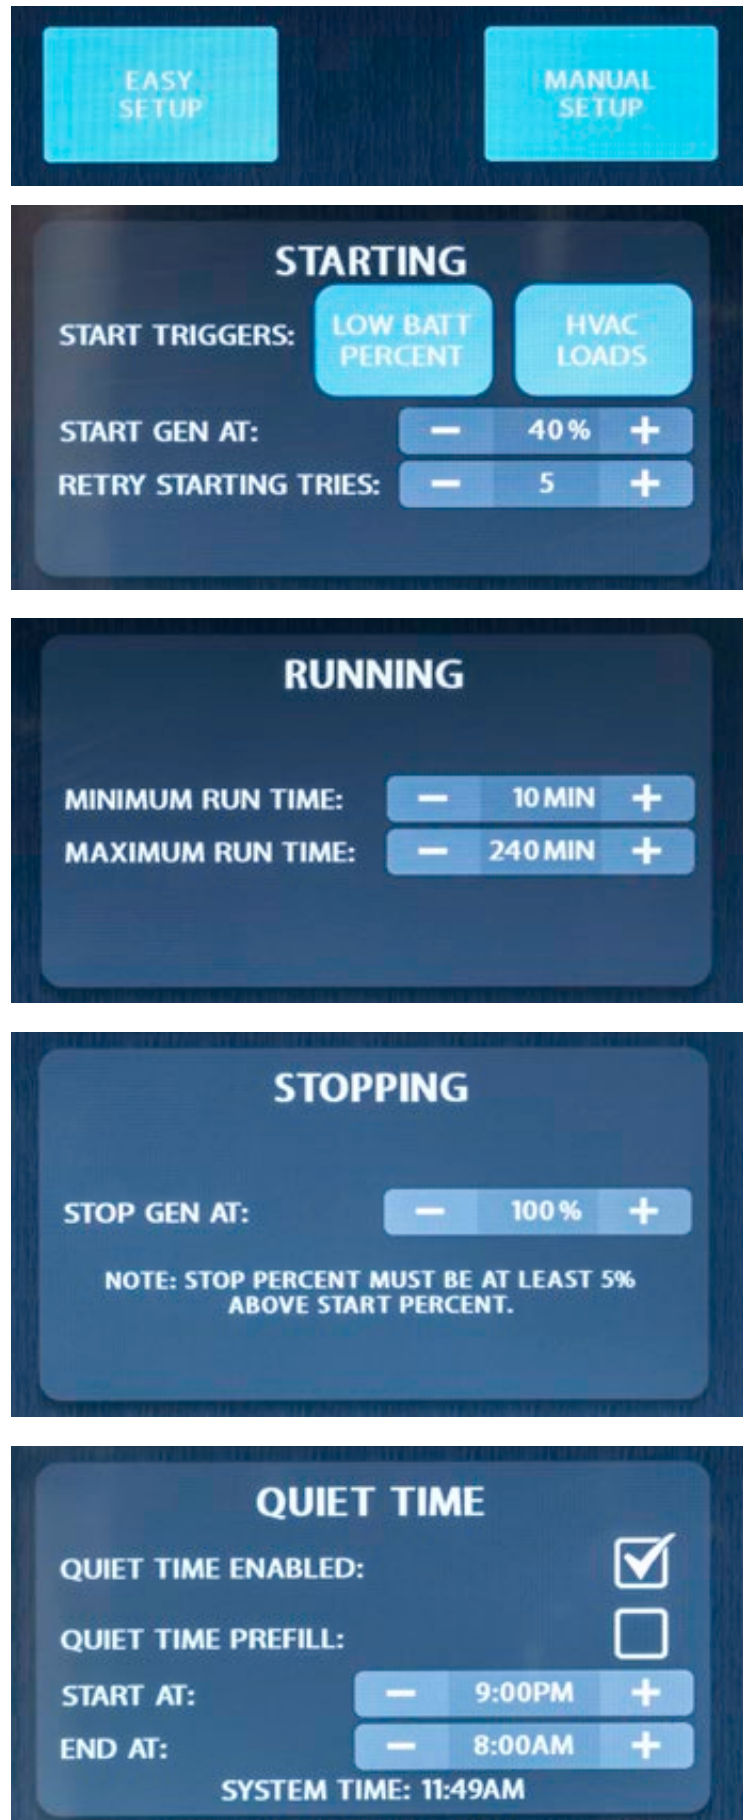 EASY
SETUP
MANUAL
SETUP
STARTING
START TRIGGERS:
LOW BATT
PERCENT
HVAC
LOADS
START GEN AT: − 40% +
RETRY STARTING TRIES: − 5 +
RUNNING
MINIMUM RUN TIME: − 10 MIN +
MAXIMUM RUN TIME: − 240 MIN +
STOPPING
STOP GEN AT: − 100% +
NOTE: STOP PERCENT MUST BE AT LEAST 5%
ABOVE START PERCENT.
QUIET TIME
QUIET TIME ENABLED:
QUIET TIME PREFILL:
START AT: − 9:00PM +
END AT: − 8:00AM +
SYSTEM TIME: 11:49AM